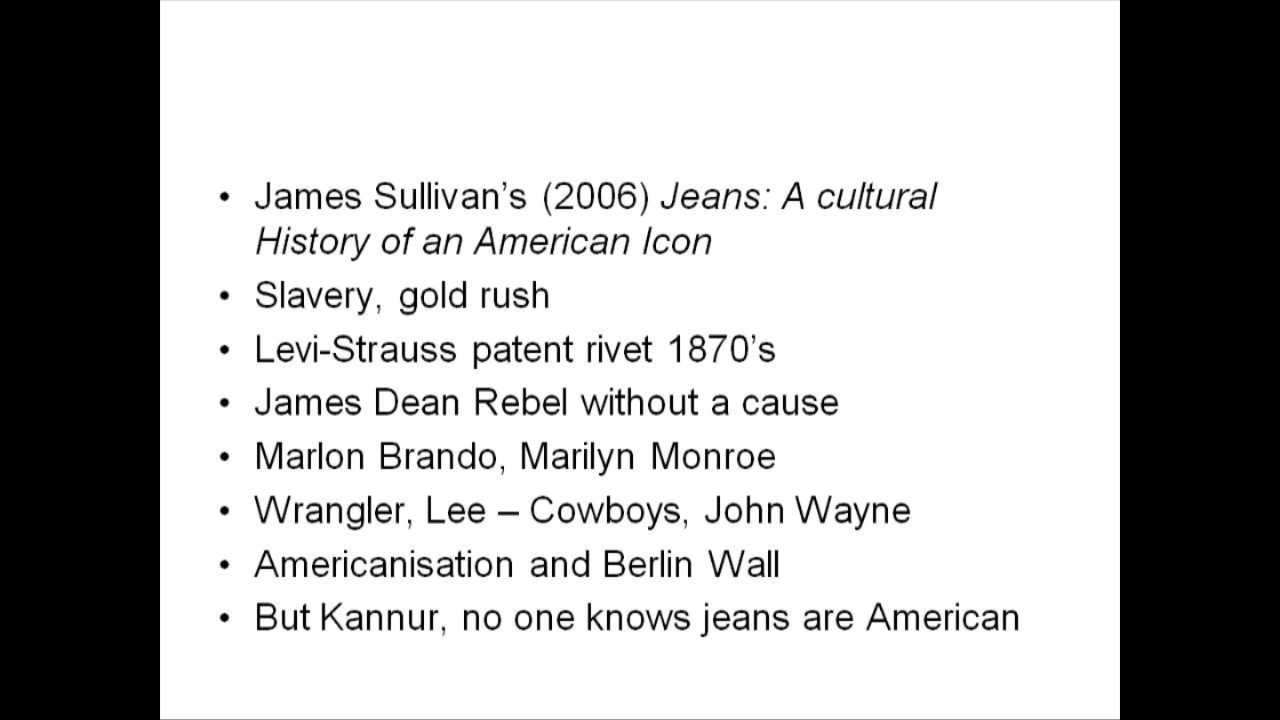 • James Sullivan's (2006) Jeans: A cultural
History of an American Icon
• Slavery, gold rush
• Levi-Strauss patent rivet 1870's
• James Dean Rebel without a cause
• Marlon Brando, Marilyn Monroe
• Wrangler, Lee – Cowboys, John Wayne
• Americanisation and Berlin Wall
• But Kannur, no one knows jeans are American